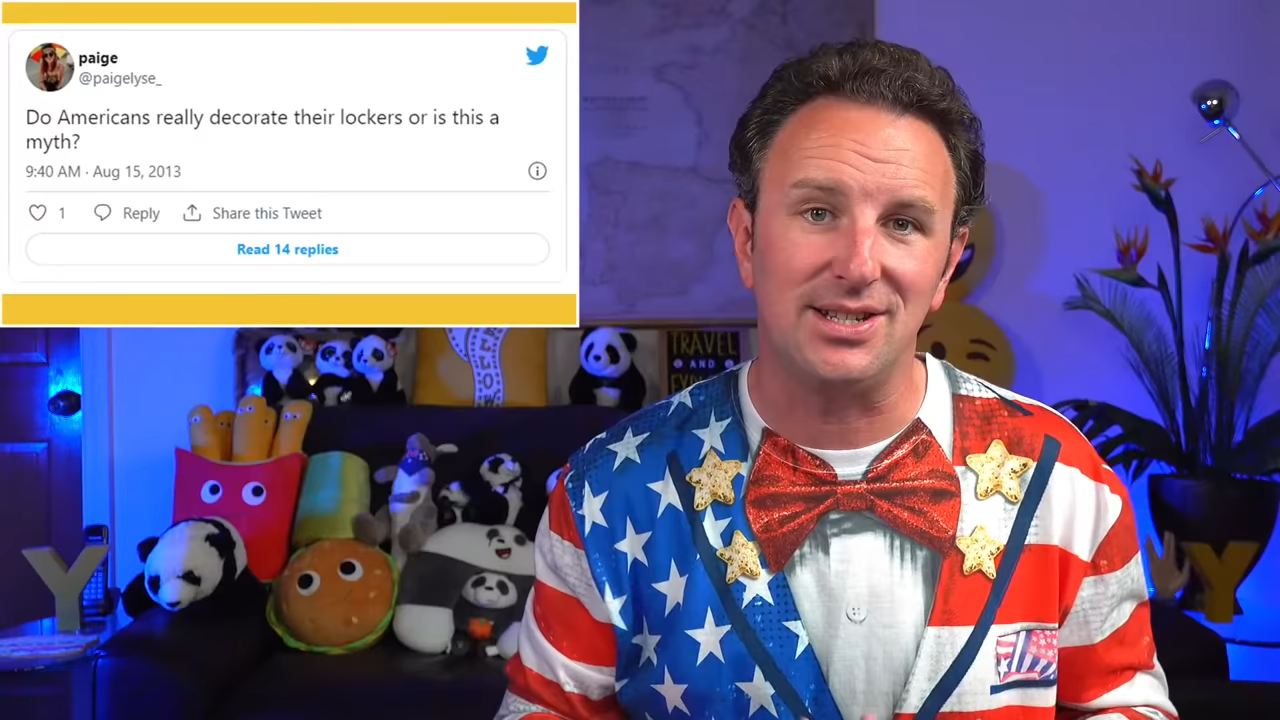 paige
@paigelyse_
Do Americans really decorate their lockers or is this a
myth?
9:40 AM · Aug 15, 2013
1
Reply
Share this Tweet
Read 14 replies
TRAVEL
AND
Y
Y